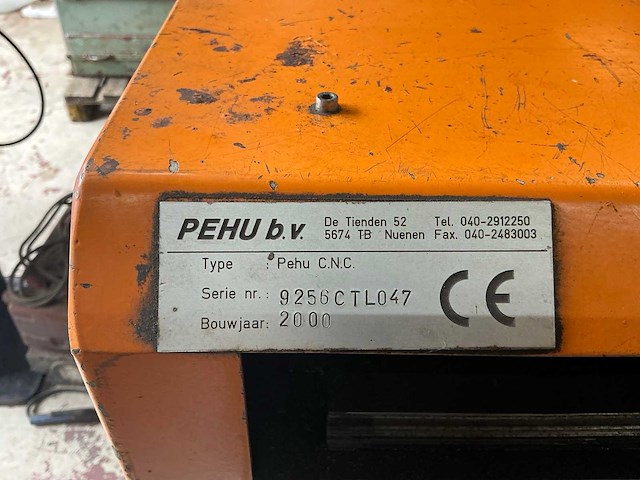 PEHU b.v. De Tienden 52 Tel. 040-2912250
5674 TB Nuenen Fax. 040-2483003
Type : Pehu C.N.C.
Serie nr.: 9256CTL047
Bouwjaar: 2000
CE